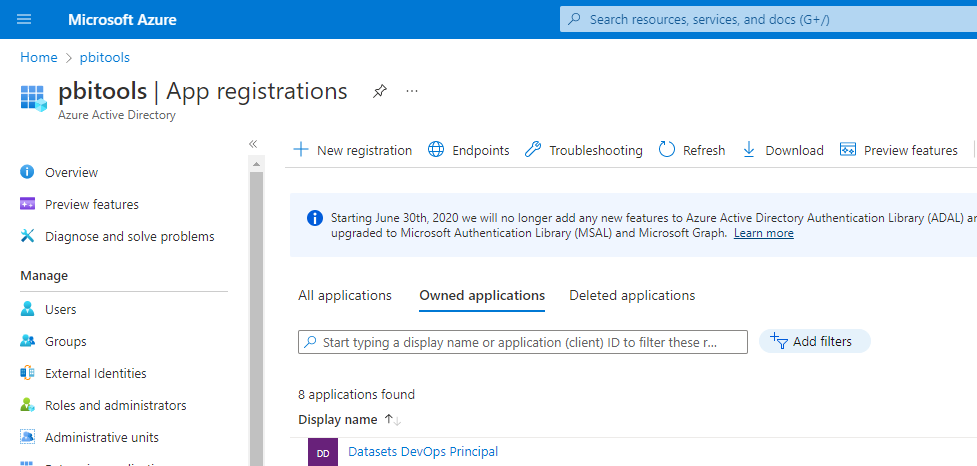 Microsoft Azure
Search resources, services, and docs (G+/)
Home > pbitools
pbitools | App registrations
Azure Active Directory
Overview
Preview features
Diagnose and solve problems
Manage
Users
Groups
External Identities
Roles and administrators
Administrative units
New registration Endpoints Troubleshooting Refresh Download Preview features
Starting June 30th, 2020 we will no longer add any new features to Azure Active Directory Authentication Library (ADAL)
upgraded to Microsoft Authentication Library (MSAL) and Microsoft Graph. Learn more
All applications Owned applications Deleted applications
Start typing a display name or application (client) ID to filter these r...
Add filters
8 applications found
Display name
DD Datasets DevOps Principal